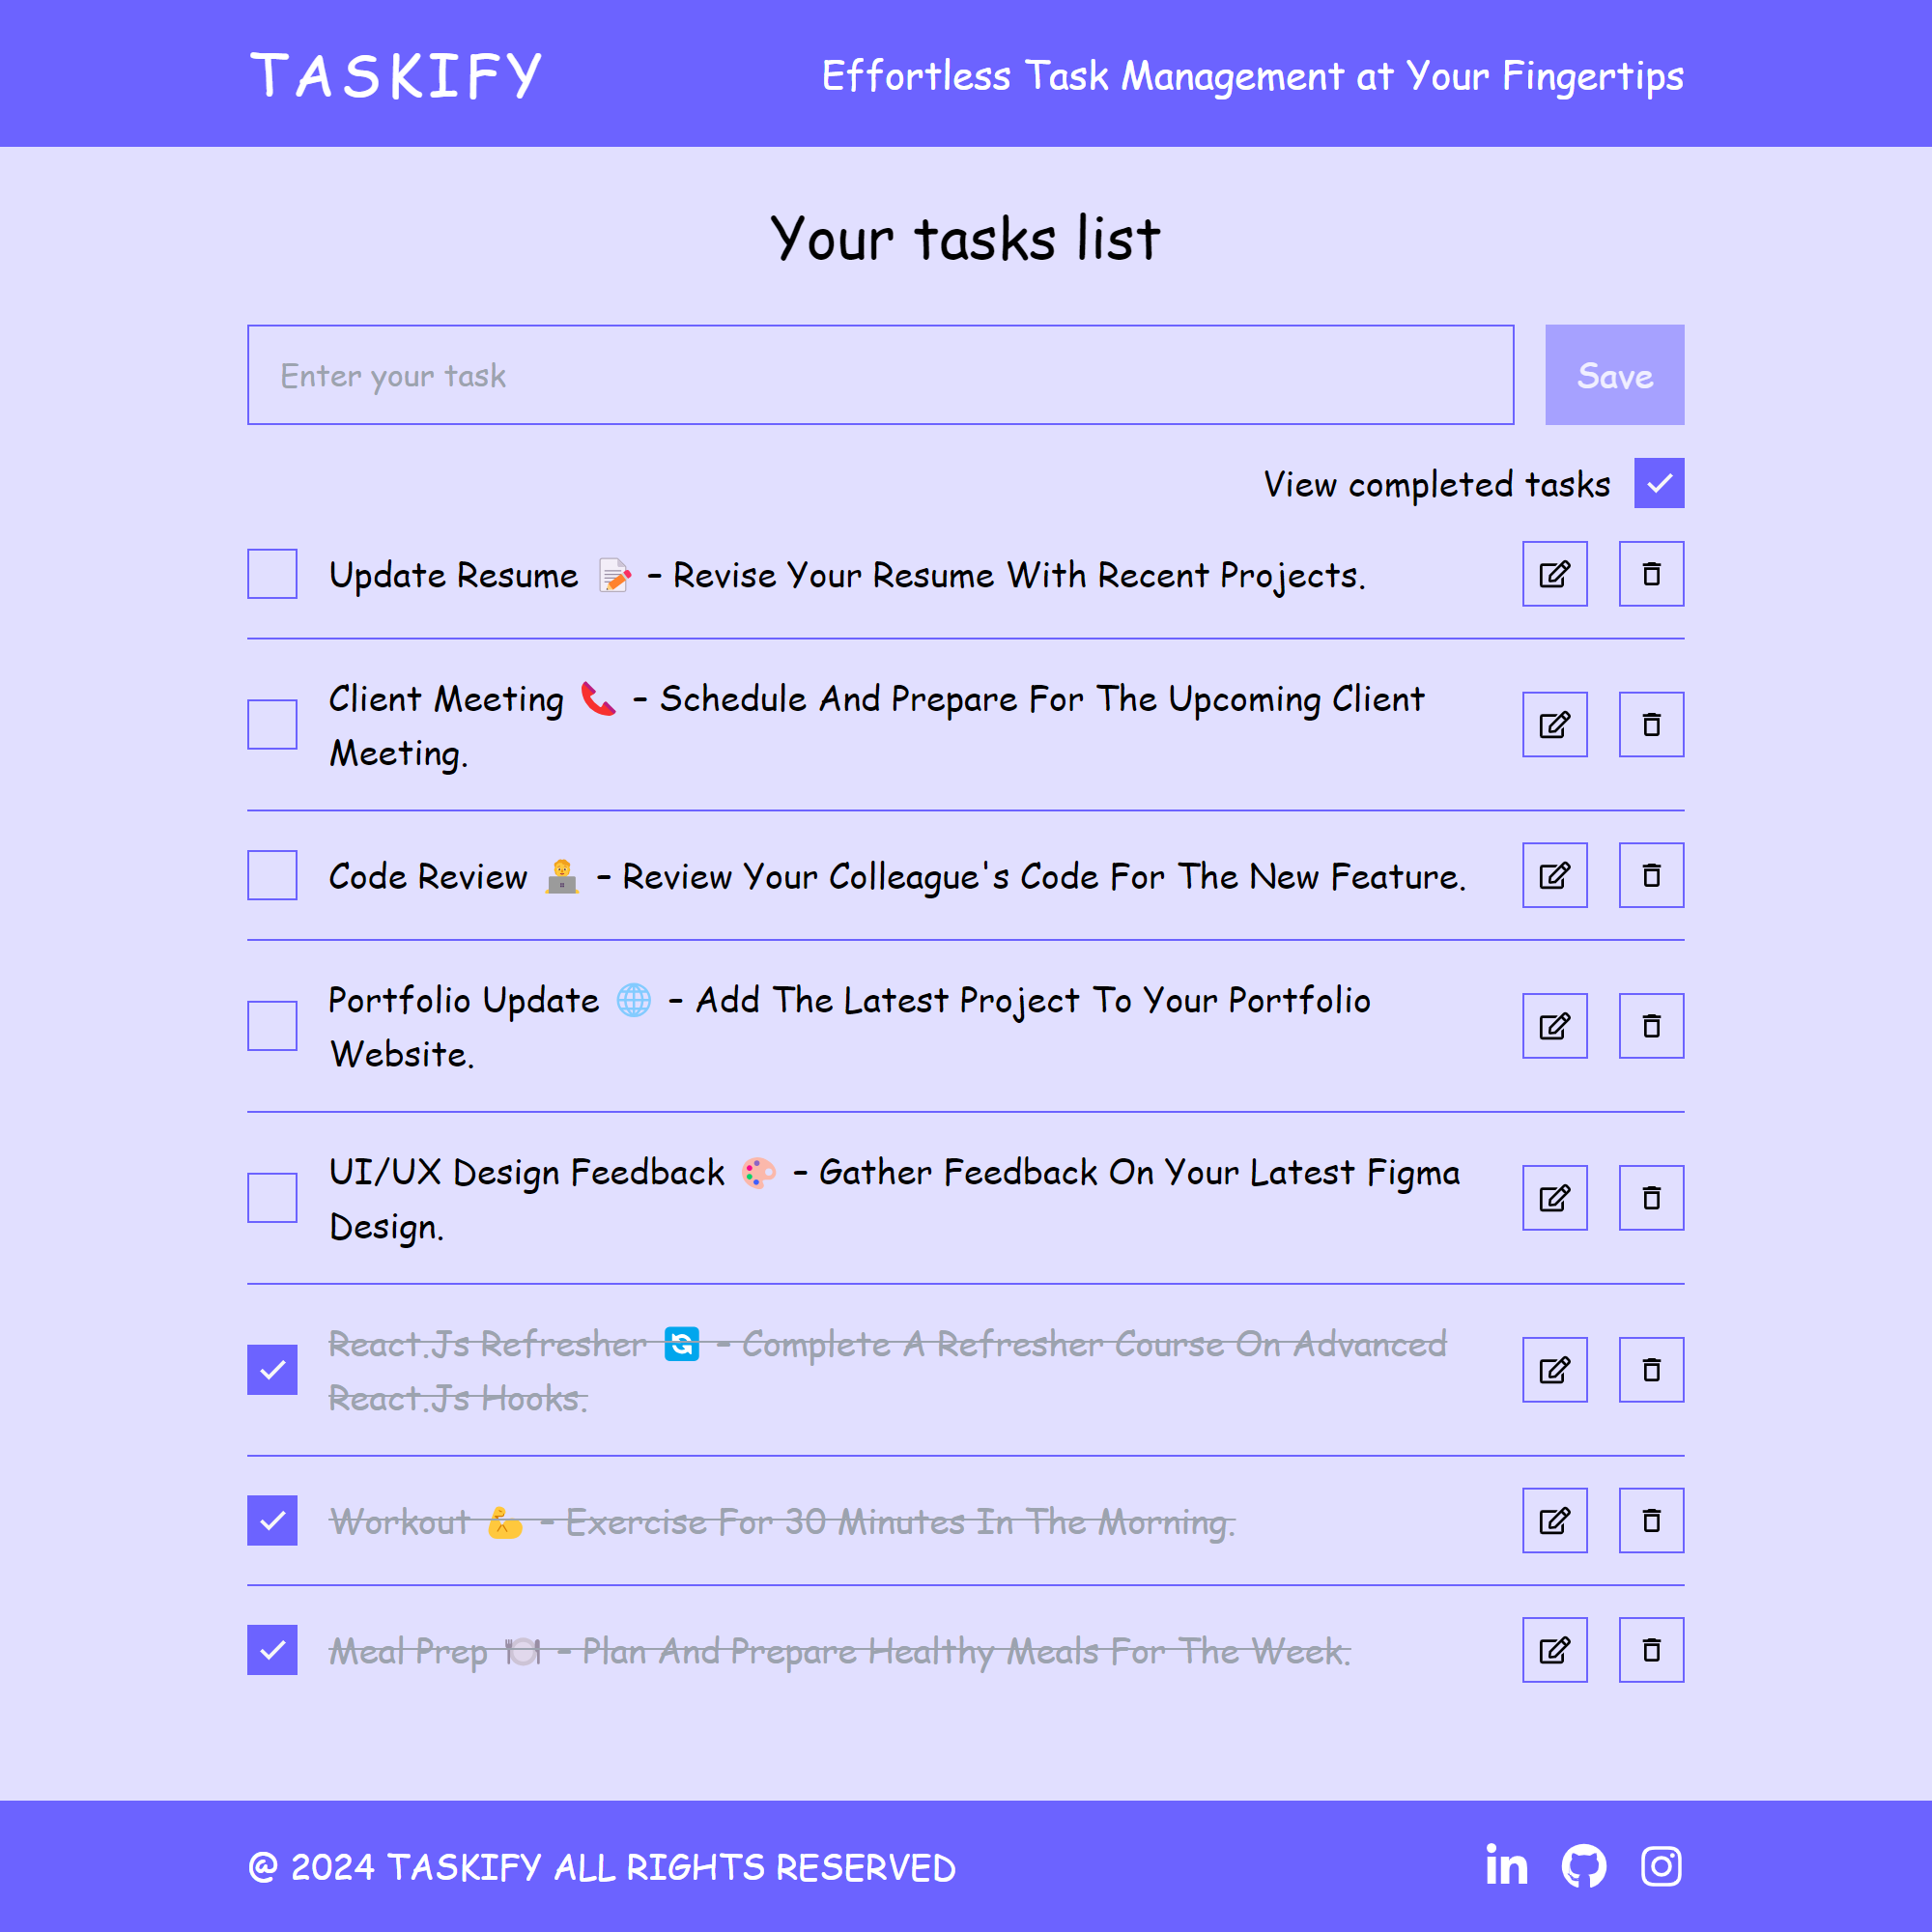 TASKIFY
Effortless Task Management at Your Fingertips
Your tasks list
Enter your task
Save
View completed tasks
Update Resume 📝 – Revise Your Resume With Recent Projects.
Client Meeting 📞 – Schedule And Prepare For The Upcoming Client
Meeting.
Code Review 🧑‍💻 – Review Your Colleague's Code For The New Feature.
Portfolio Update 🌐 – Add The Latest Project To Your Portfolio
Website.
UI/UX Design Feedback 🎨 – Gather Feedback On Your Latest Figma
Design.
React.Js Refresher 🔄 – Complete A Refresher Course On Advanced
React.Js Hooks.
Workout 💪 – Exercise For 30 Minutes In The Morning.
Meal Prep 🍽️ – Plan And Prepare Healthy Meals For The Week.
@ 2024 TASKIFY ALL RIGHTS RESERVED
in